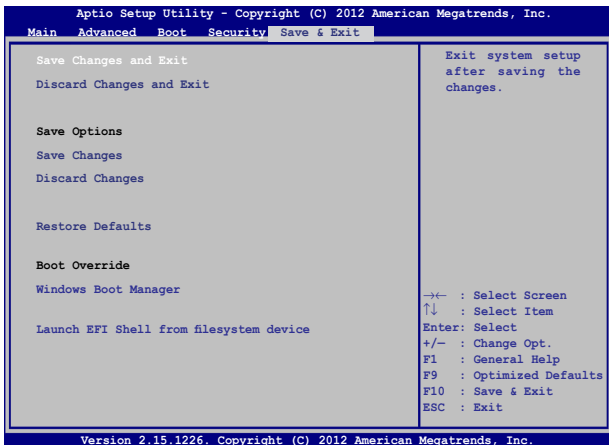 Aptio Setup Utility - Copyright (C) 2012 American Megatrends, Inc.
Main Advanced Boot Security Save & Exit
Save Changes and Exit
Discard Changes and Exit
Save Options
Save Changes
Discard Changes
Restore Defaults
Boot Override
Windows Boot Manager
Launch EFI Shell from filesystem device
Exit system setup
after saving the
changes.
→← : Select Screen
↑↓ : Select Item
Enter: Select
+/— : Change Opt.
F1 : General Help
F9 : Optimized Defaults
F10 : Save & Exit
ESC : Exit
Version 2.15.1226. Copyright (C) 2012 American Megatrends, Inc.